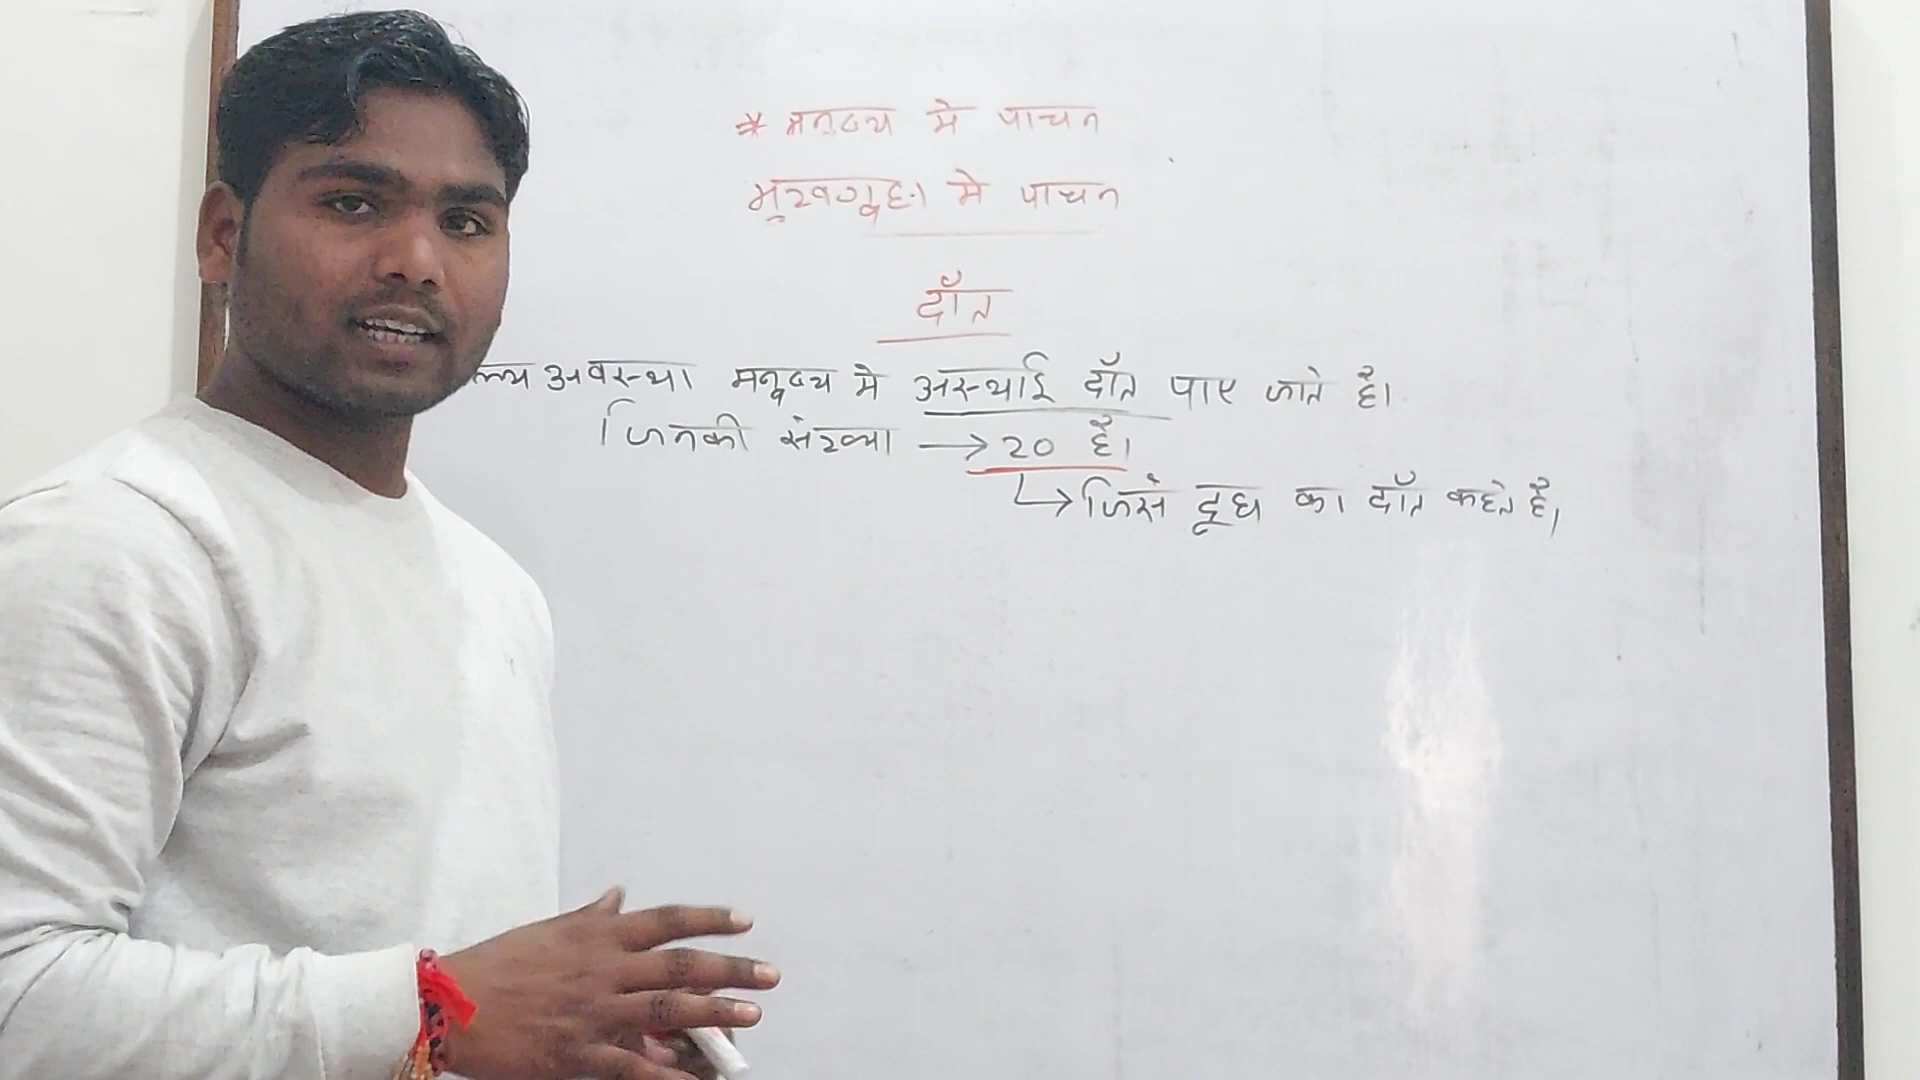 * मनुष्य मे पाचन
मुखगुहा मे पाचन
दाँत
ल्य अवस्था मनुष्य मे अस्थाई दाँत पाए जाते है।
जिनकी संख्या → 20 है।
↳ जिसे दूध का दाँत कहते है,